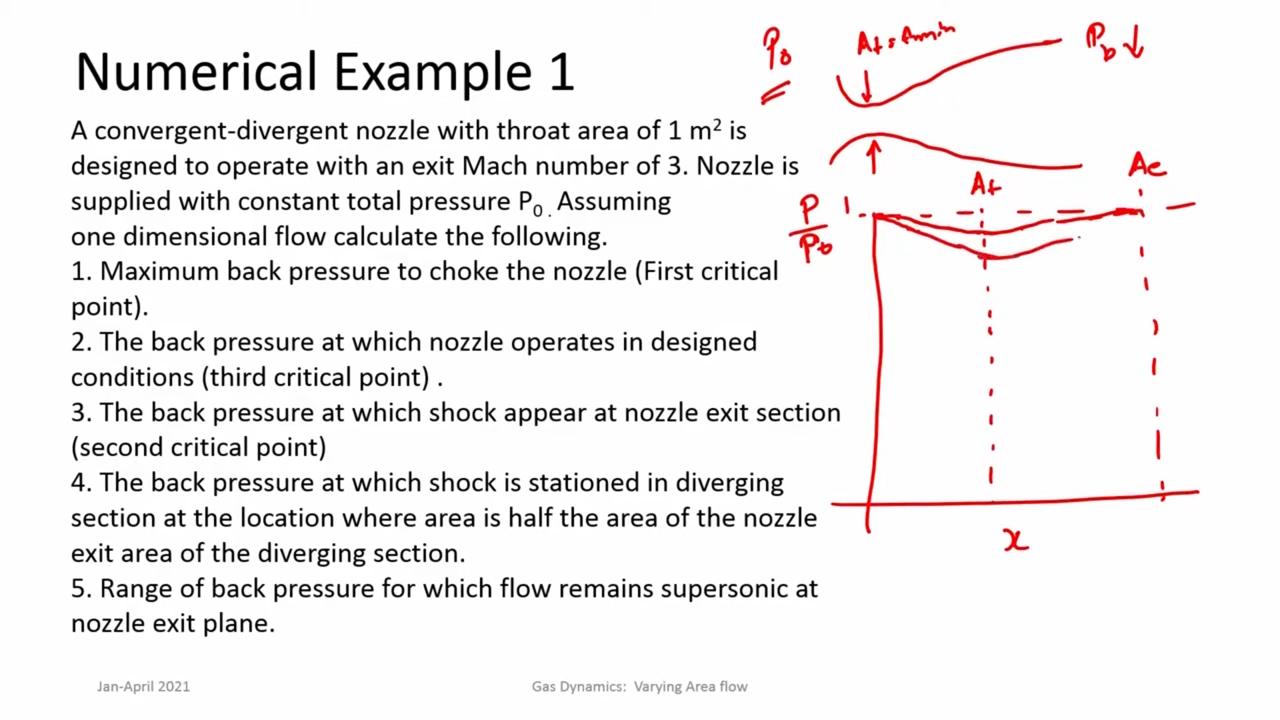 Numerical Example 1
A convergent-divergent nozzle with throat area of 1 m² is
designed to operate with an exit Mach number of 3. Nozzle is
supplied with constant total pressure P₀ . Assuming
one dimensional flow calculate the following.
1. Maximum back pressure to choke the nozzle (First critical
point).
2. The back pressure at which nozzle operates in designed
conditions (third critical point) .
3. The back pressure at which shock appear at nozzle exit section
(second critical point)
4. The back pressure at which shock is stationed in diverging
section at the location where area is half the area of the nozzle
exit area of the diverging section.
5. Range of back pressure for which flow remains supersonic at
nozzle exit plane.
P₀
At = Amin
Pb ↓
At
Ae
P
P₀
1
x
Jan-April 2021
Gas Dynamics: Varying Area flow